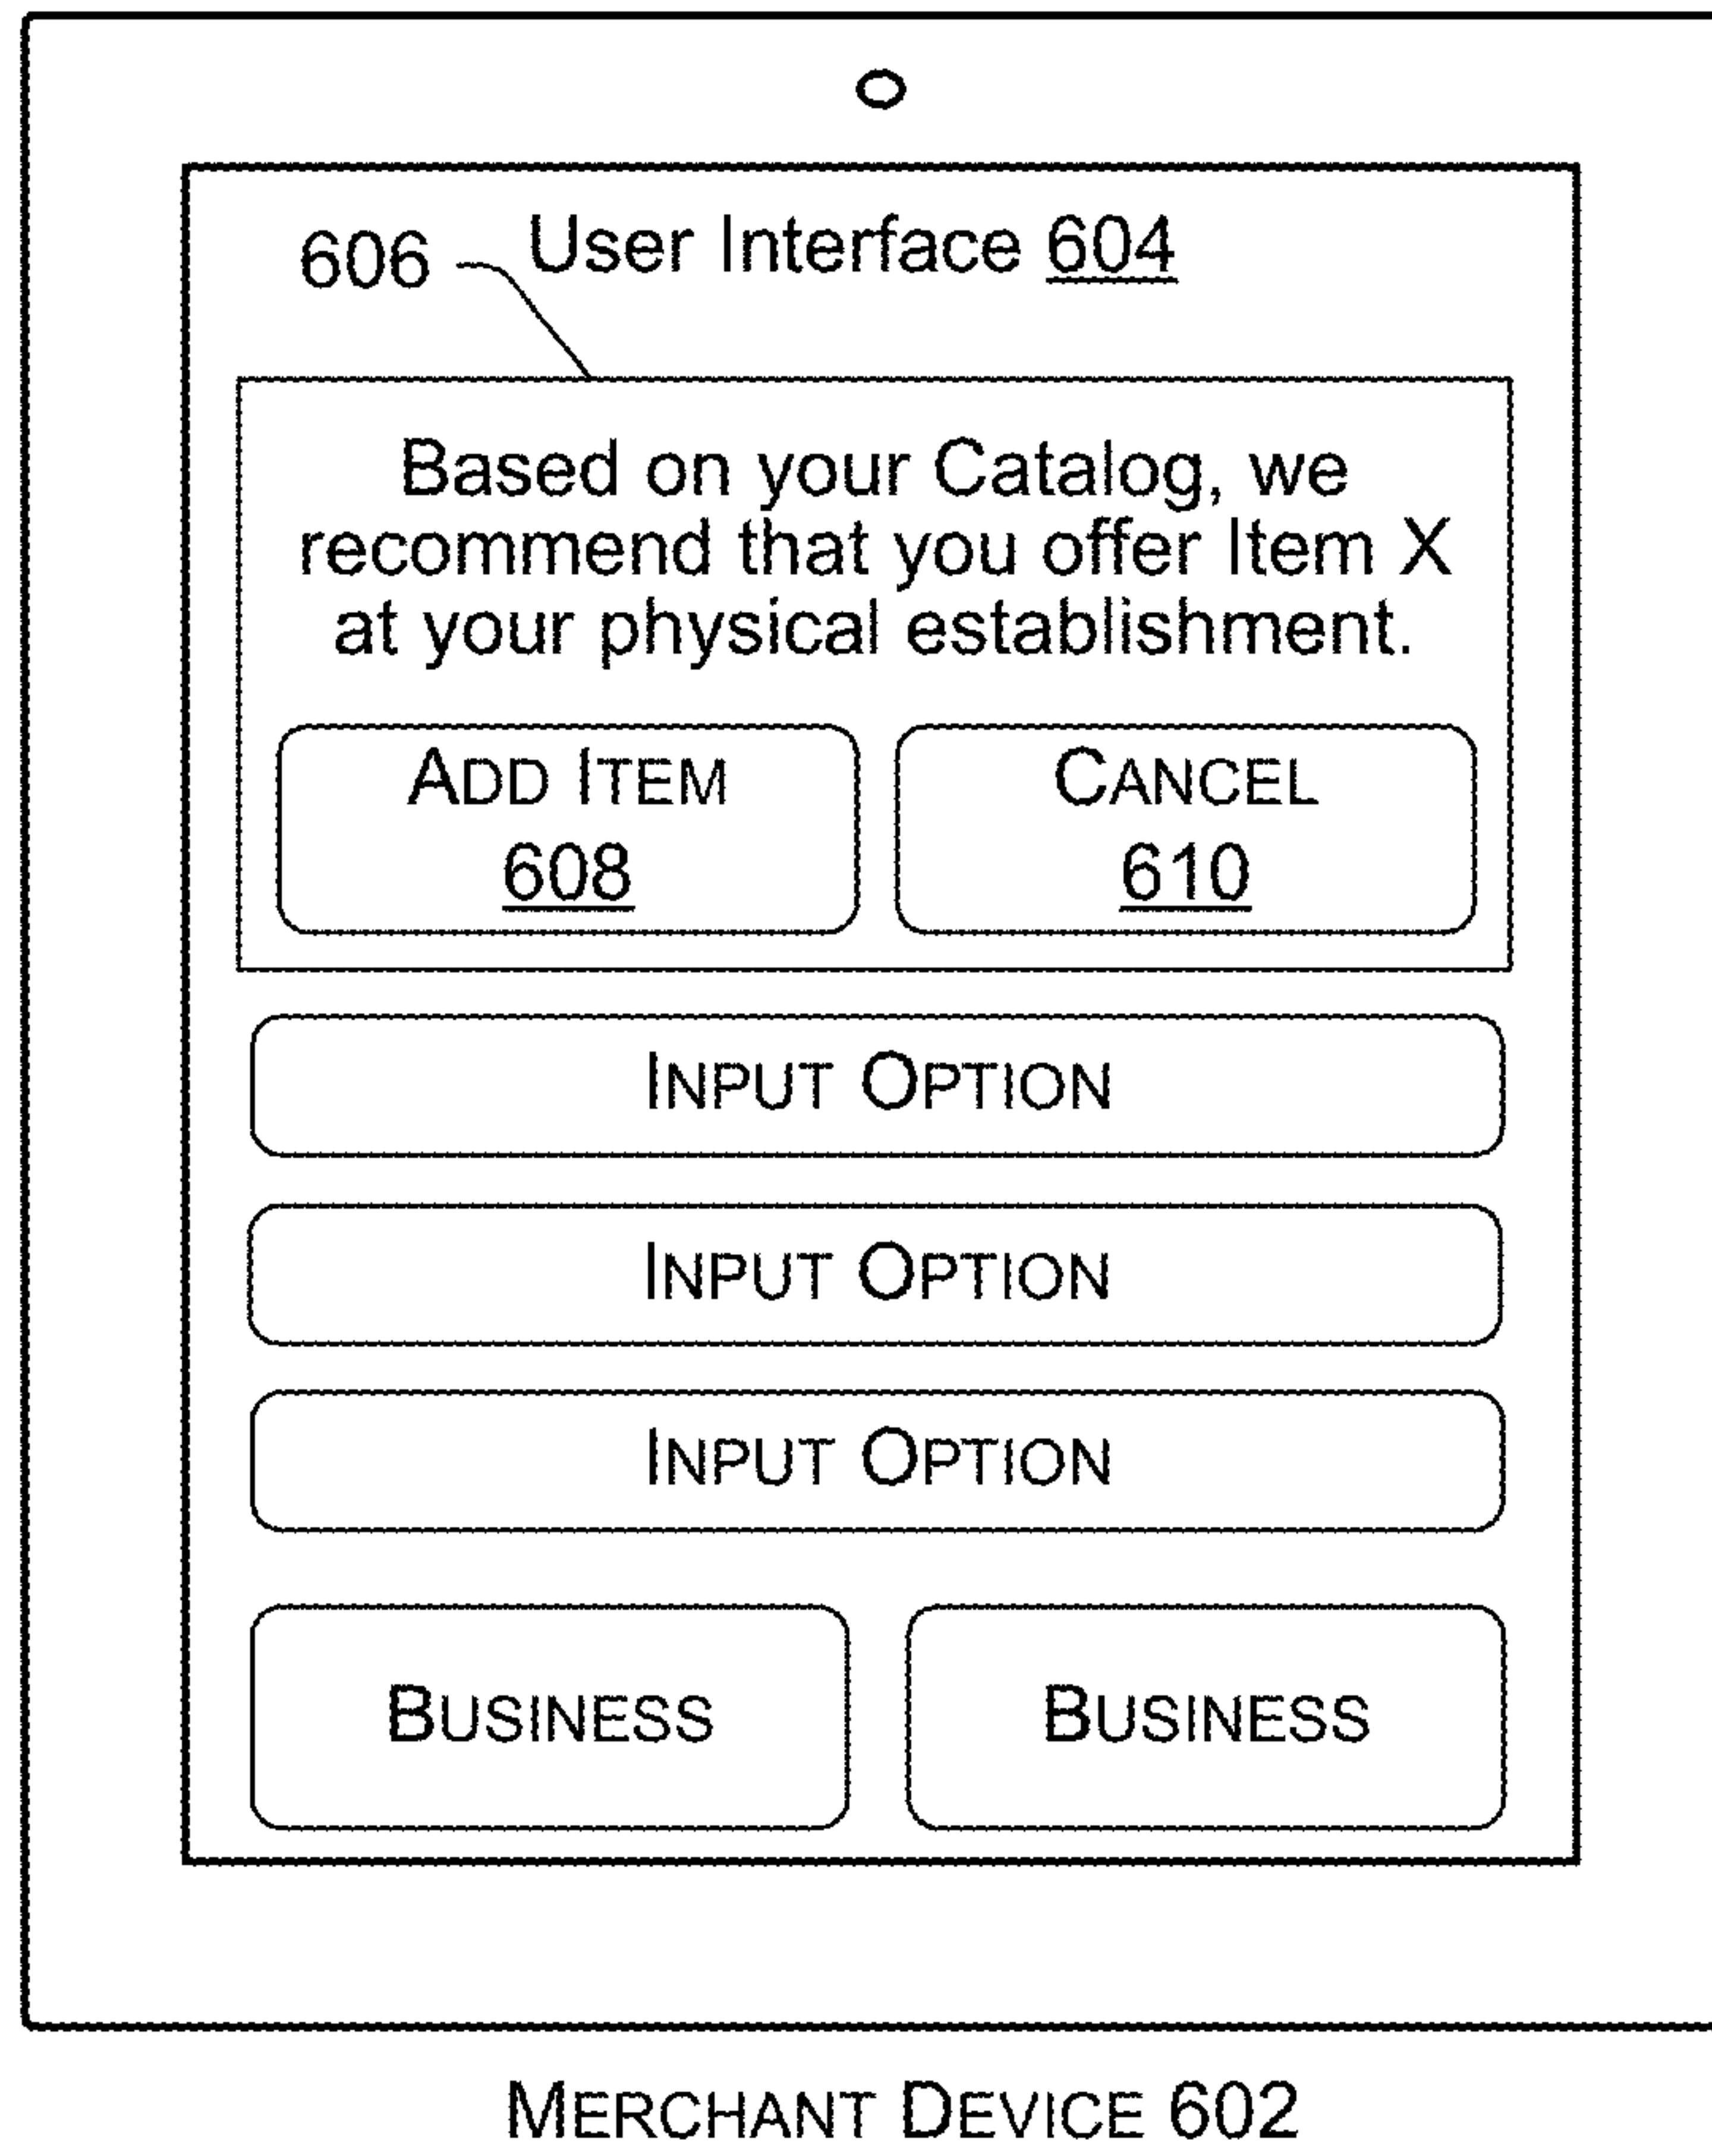 606 User Interface 604
Based on your Catalog, we
recommend that you offer Item X
at your physical establishment.
ADD ITEM
608
CANCEL
610
INPUT OPTION
INPUT OPTION
INPUT OPTION
BUSINESS
BUSINESS
MERCHANT DEVICE 602